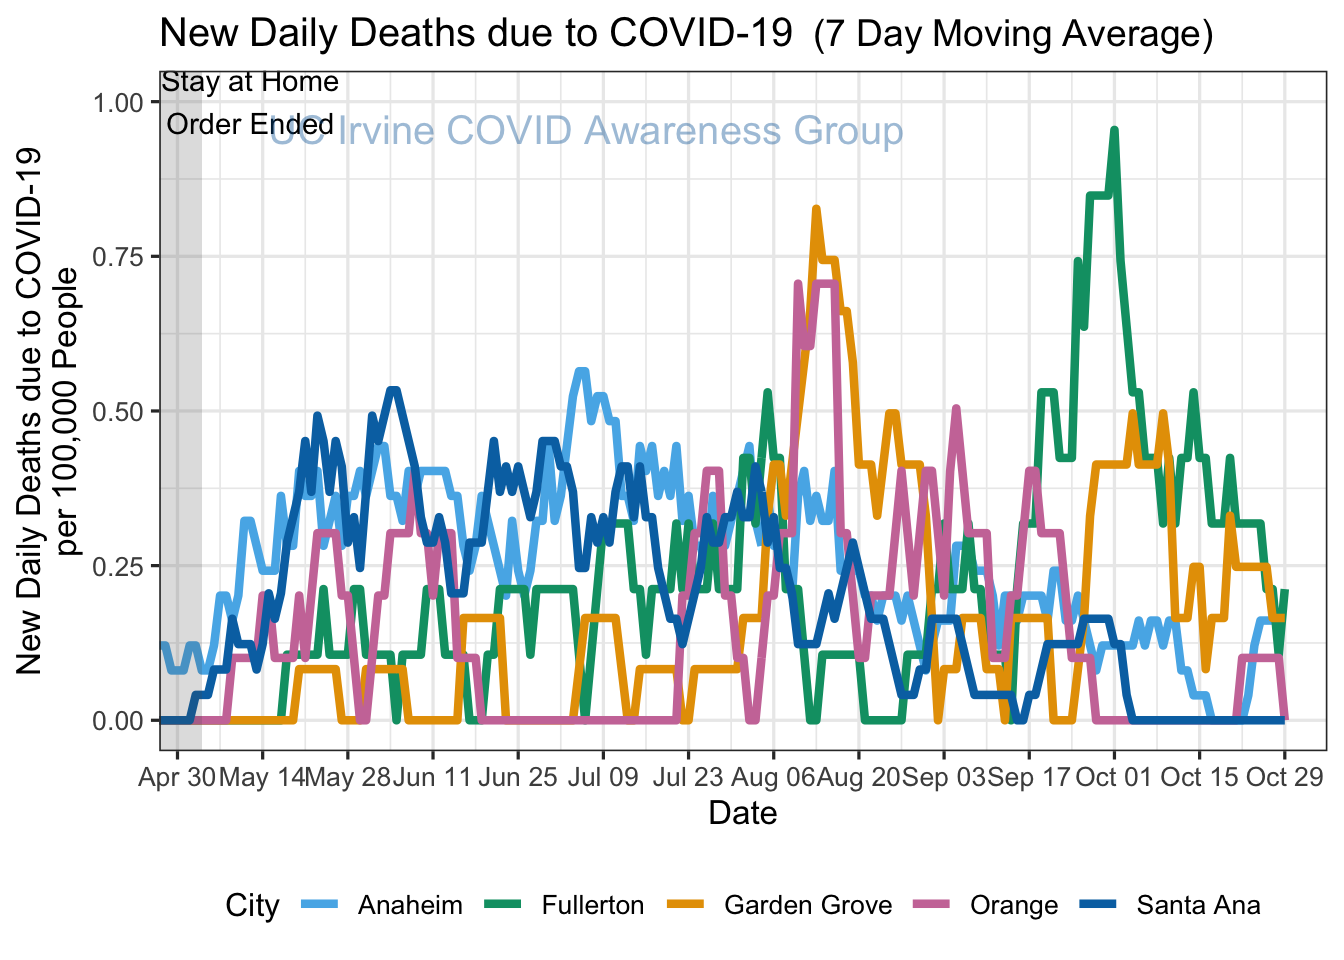 New Daily Deaths due to COVID-19 (7 Day Moving Average)
Stay at Home
Order Ended
UC Irvine COVID Awareness Group
New Daily Deaths due to COVID-19
per 100,000 People
1.00
0.75
0.50
0.25
0.00
Apr 30 May 14 May 28 Jun 11 Jun 25 Jul 09 Jul 23 Aug 06 Aug 20 Sep 03 Sep 17 Oct 01 Oct 15 Oct 29
Date
City Anaheim Fullerton Garden Grove Orange Santa Ana